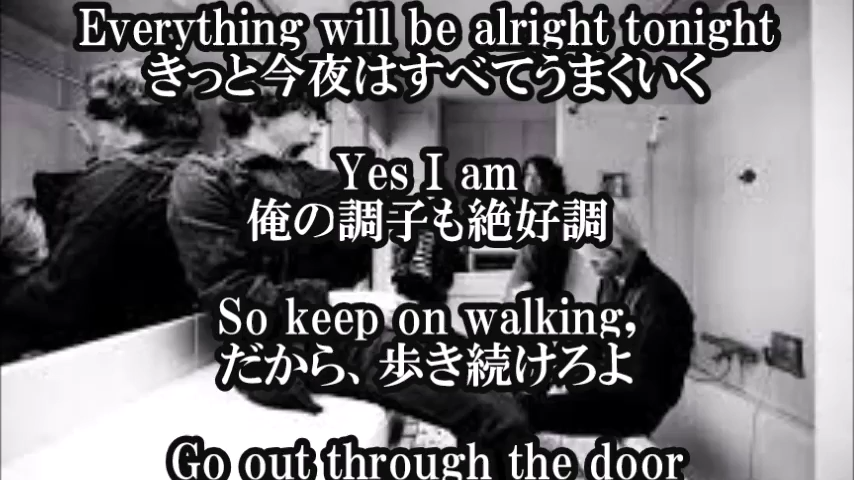 Everything will be alright tonight
きっと今夜はすべてうまくいく
Yes I am
俺の調子も絶好調
So keep on walking,
だから、歩き続けろよ
Go out through the door